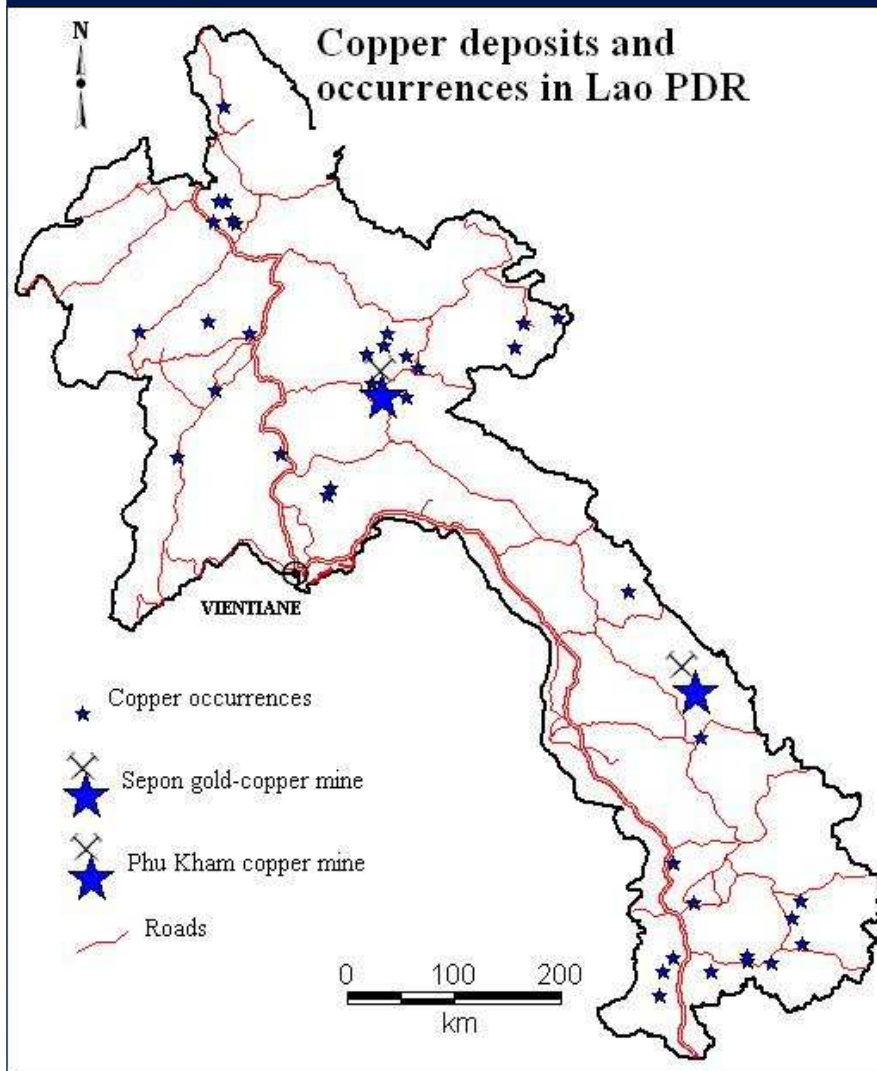 N
Copper deposits and
occurrences in Lao PDR
VIENTIANE
Copper occurrences
Sepon gold-copper mine
Phu Kham copper mine
Roads
0 100 200
km